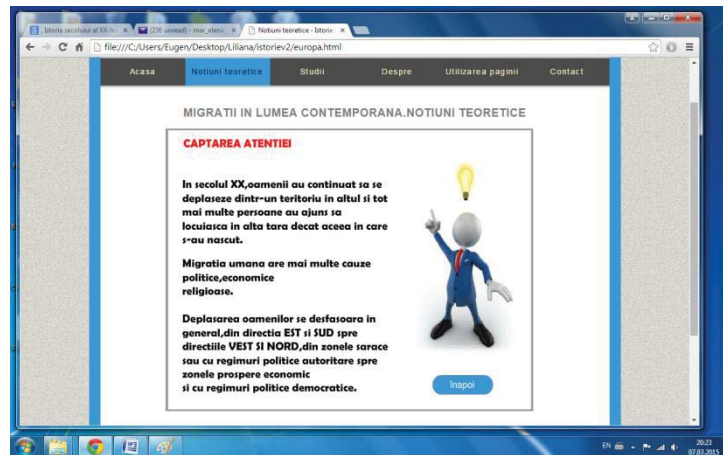 Istoria secolului al XX-le
(236 unread) - mar_elena
Notiuni teoretice - Istorie
file:///C:/Users/Eugen/Desktop/Liliana/istoriev2/europa.html
Acasa Notiuni teoretice Studii Despre Utilizarea paginii Contact
MIGRATII IN LUMEA CONTEMPORANA.NOTIUNI TEORETICE
CAPTAREA ATENTIEI
In secolul XX,oamenii au continuat sa se
deplaseze dintr-un teritoriu in altul si tot
mai multe persoane au ajuns sa
locuiasca in alta tara decat aceea in care
s-au nascut.
Migratia umana are mai multe cauze
politice,economice
religioase.
Deplasarea oamenilor se desfasoara in
general,din directia EST si SUD spre
directiile VEST SI NORD,din zonele sarace
sau cu regimuri politice autoritare spre
zonele prospere economic
si cu regimuri politice democratice.
Inapoi
EN
20:23
07.03.2015